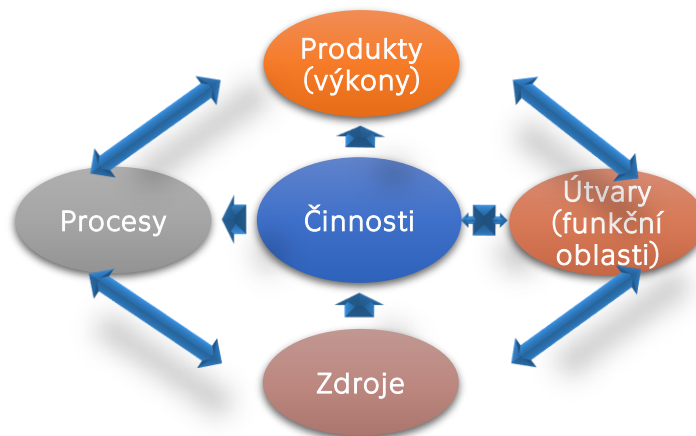 Produkty
(výkony)
Procesy
Činnosti
Útvary
(funkční
oblasti)
Zdroje